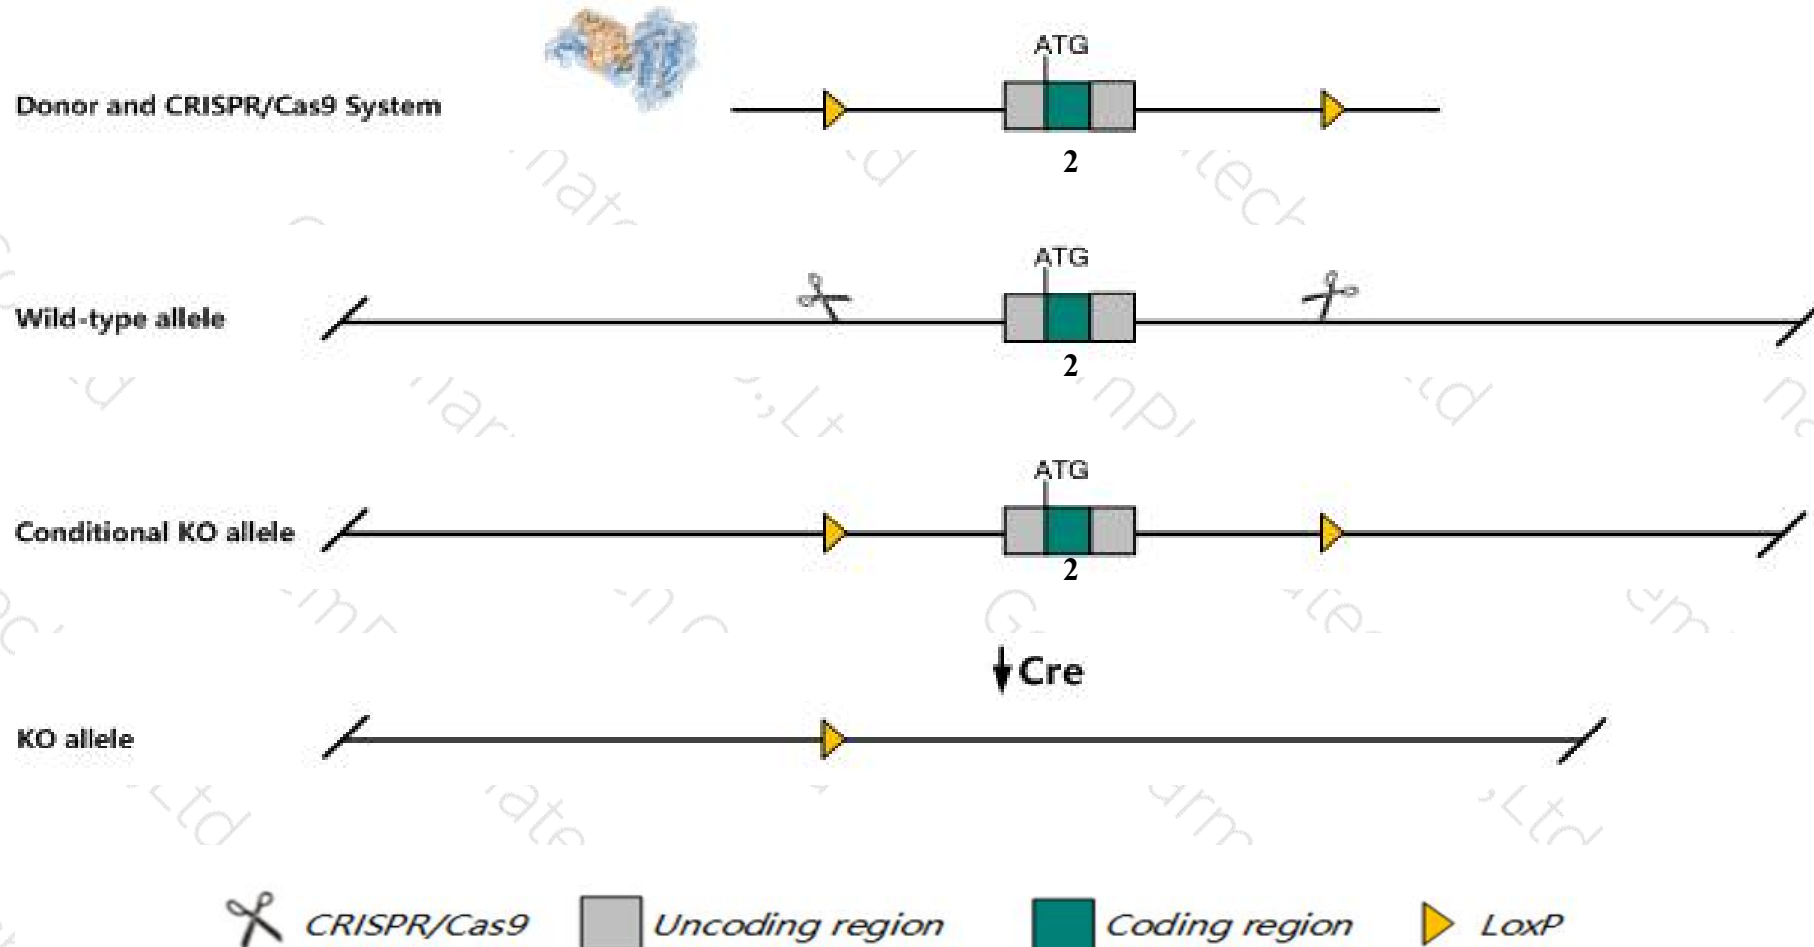 ATG
Donor and CRISPR/Cas9 System
2
ATG
Wild-type allele
2
ATG
Conditional KO allele
2
Cre
KO allele
CRISPR/Cas9 Uncoding region Coding region LoxP